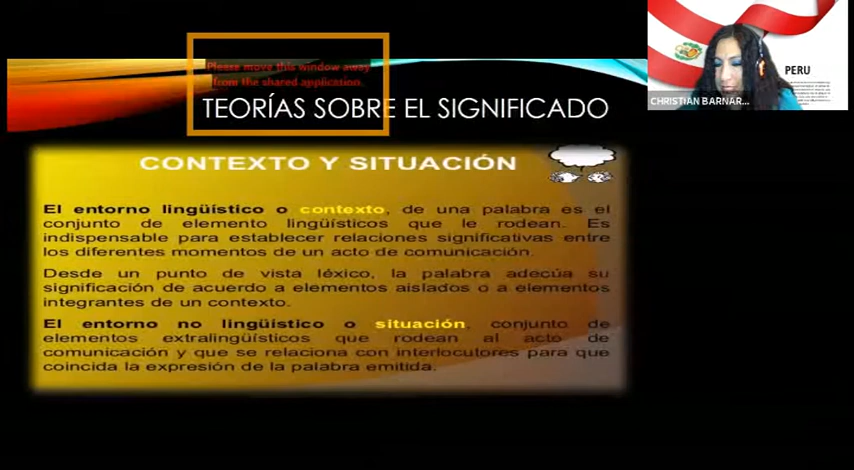 Please move this window away
from the shared application.
TEORÍAS SOBRE EL SIGNIFICADO
CONTEXTO Y SITUACIÓN
El entorno lingüístico o contexto, de una palabra es el
conjunto de elemento lingüísticos que le rodean. Es
indispensable para establecer relaciones significativas entre
los diferentes momentos de un acto de comunicación.
Desde un punto de vista léxico, la palabra adecúa su
significación de acuerdo a elementos aislados o a elementos
integrantes de un contexto.
El entorno no lingüístico o situación, conjunto de
elementos extralingüísticos que rodean al acto de
comunicación y que se relaciona con interlocutores para que
coincida la expresión de la palabra emitida.
PERU
CHRISTIAN BARNAR...